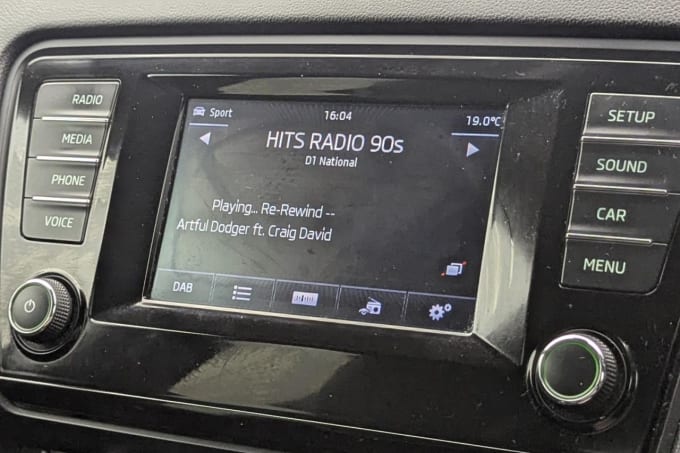 RADIO
MEDIA
PHONE
VOICE
Sport
16:04
19.0°C
HITS RADIO 90s
D1 National
Playing... Re-Rewind --
Artful Dodger ft. Craig David
DAB
SETUP
SOUND
CAR
MENU